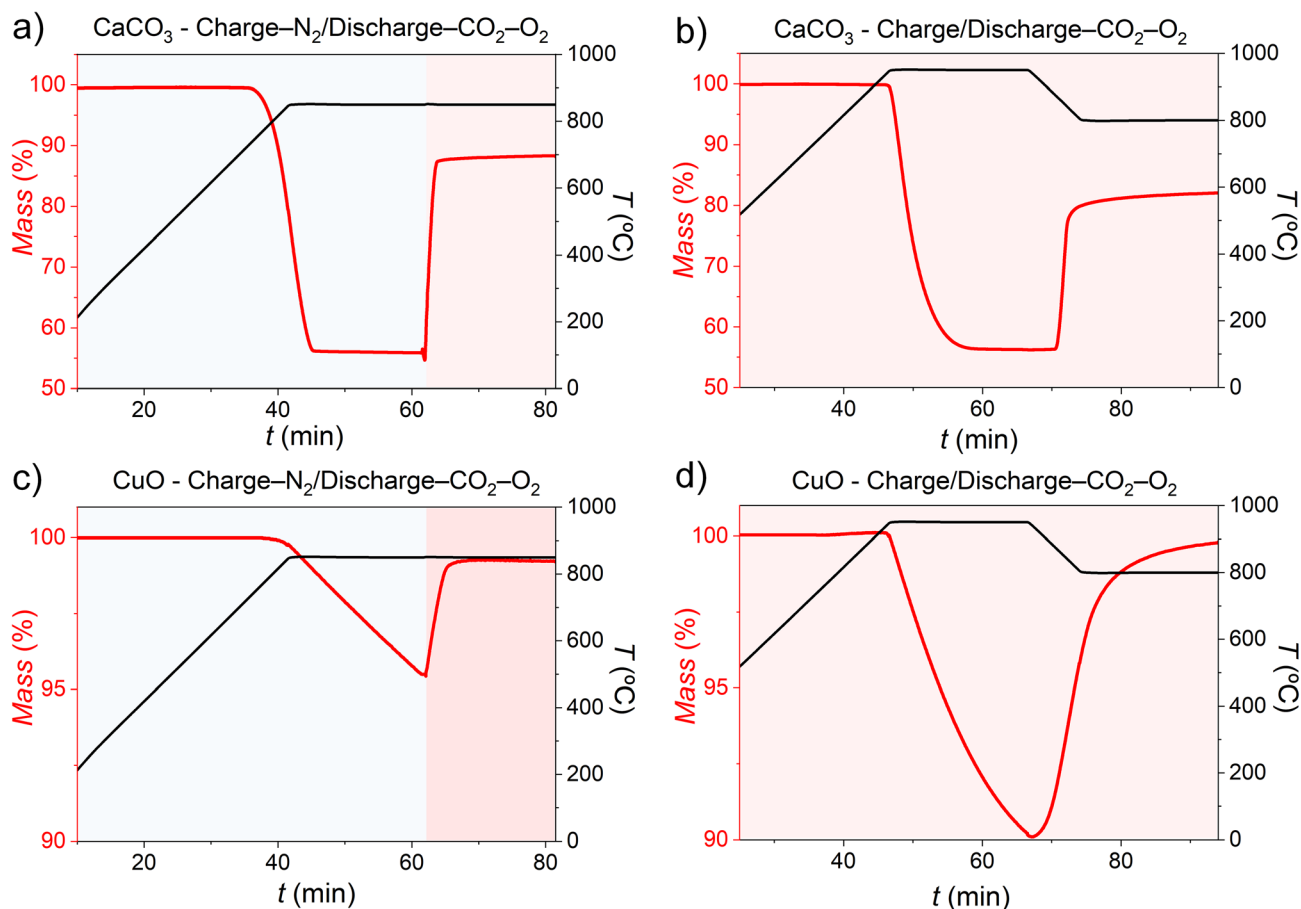 a)
CaCO₃ - Charge–N₂/Discharge–CO₂–O₂
100
90
80
70
60
50
Mass (%)
1000
800
600
400
200
0
T (ºC)
20
40
60
80
t (min)
b)
CaCO₃ - Charge/Discharge–CO₂–O₂
100
90
80
70
60
50
Mass (%)
1000
800
600
400
200
0
T (ºC)
40
60
80
t (min)
c)
CuO - Charge–N₂/Discharge–CO₂–O₂
100
95
90
Mass (%)
1000
800
600
400
200
0
T (ºC)
20
40
60
80
t (min)
d)
CuO - Charge/Discharge–CO₂–O₂
100
95
90
Mass (%)
1000
800
600
400
200
0
T (ºC)
40
60
80
t (min)